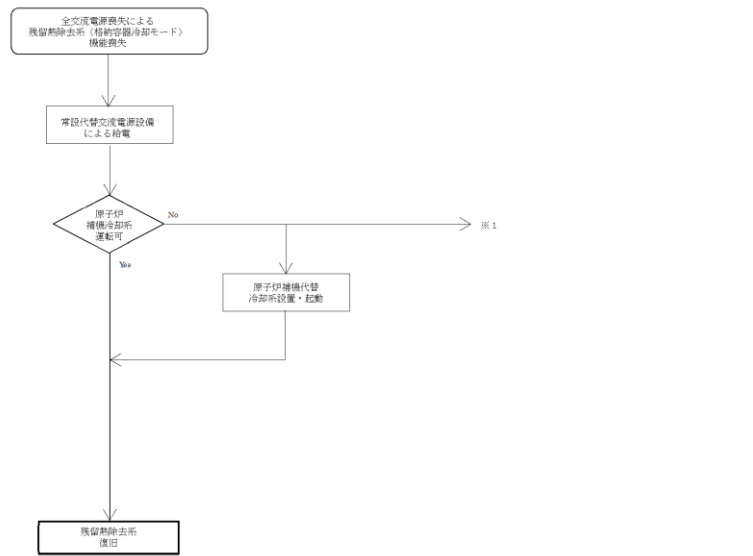 全交流電源喪失による
残留熱除去系（格納容器冷却モード）
機能喪失
常設代替交流電源設備
による給電
原子炉
補機冷却系
運転可
No
※１
Yes
原子炉補機代替
冷却系設置・起動
残留熱除去系
復旧